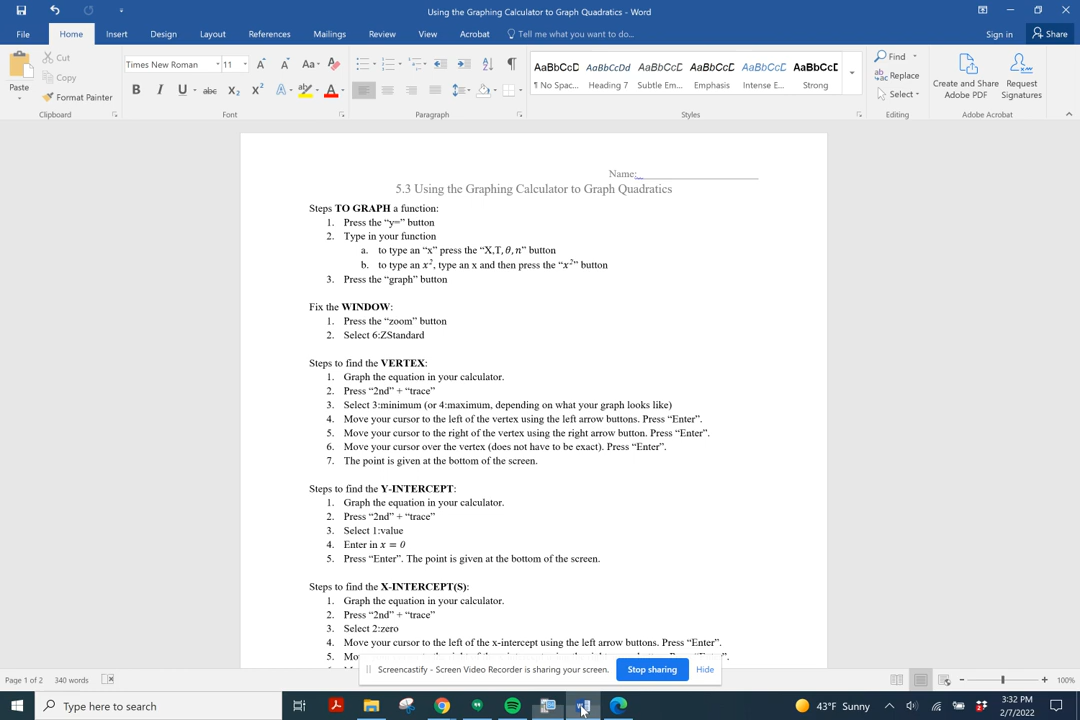 Using the Graphing Calculator to Graph Quadratics - Word
File Home Insert Design Layout References Mailings Review View Acrobat Tell me what you want to do... Sign in Share
Paste
Cut
Copy
Format Painter
Clipboard
Times New Roman 11
Font
Paragraph
AaBbCcD AaBbCcDd AaBbCcD AaBbCcD AaBbCcD AaBbCcD
¶ No Spac... Heading 7 Subtle Em... Emphasis Intense E... Strong
Styles
Find
Replace
Select
Editing
Create and Share Adobe PDF
Request Signatures
Adobe Acrobat
Name:
5.3 Using the Graphing Calculator to Graph Quadratics
Steps TO GRAPH a function:
1. Press the “y=” button
2. Type in your function
a. to type an “x” press the “X,T, θ, n” button
b. to type an x², type an x and then press the “x²” button
3. Press the “graph” button
Fix the WINDOW:
1. Press the “zoom” button
2. Select 6:ZStandard
Steps to find the VERTEX:
1. Graph the equation in your calculator.
2. Press “2nd” + “trace”
3. Select 3:minimum (or 4:maximum, depending on what your graph looks like)
4. Move your cursor to the left of the vertex using the left arrow buttons. Press “Enter”.
5. Move your cursor to the right of the vertex using the right arrow button. Press “Enter”.
6. Move your cursor over the vertex (does not have to be exact). Press “Enter”.
7. The point is given at the bottom of the screen.
Steps to find the Y-INTERCEPT:
1. Graph the equation in your calculator.
2. Press “2nd” + “trace”
3. Select 1:value
4. Enter in x = 0
5. Press “Enter”. The point is given at the bottom of the screen.
Steps to find the X-INTERCEPT(S):
1. Graph the equation in your calculator.
2. Press “2nd” + “trace”
3. Select 2:zero
4. Move your cursor to the left of the x-intercept using the left arrow buttons. Press “Enter”.
5.
Screencastify - Screen Video Recorder is sharing your screen. Stop sharing Hide
Page 1 of 2 340 words 100%
Type here to search
43°F Sunny
3:32 PM
2/7/2022